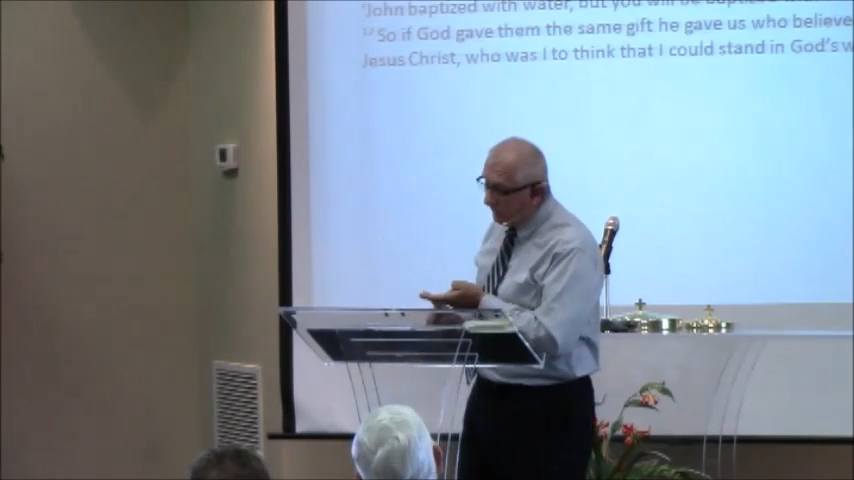 'John baptized with water, but you will be baptized
¹⁷ So if God gave them the same gift he gave us who believe
Jesus Christ, who was I to think that I could stand in God's w